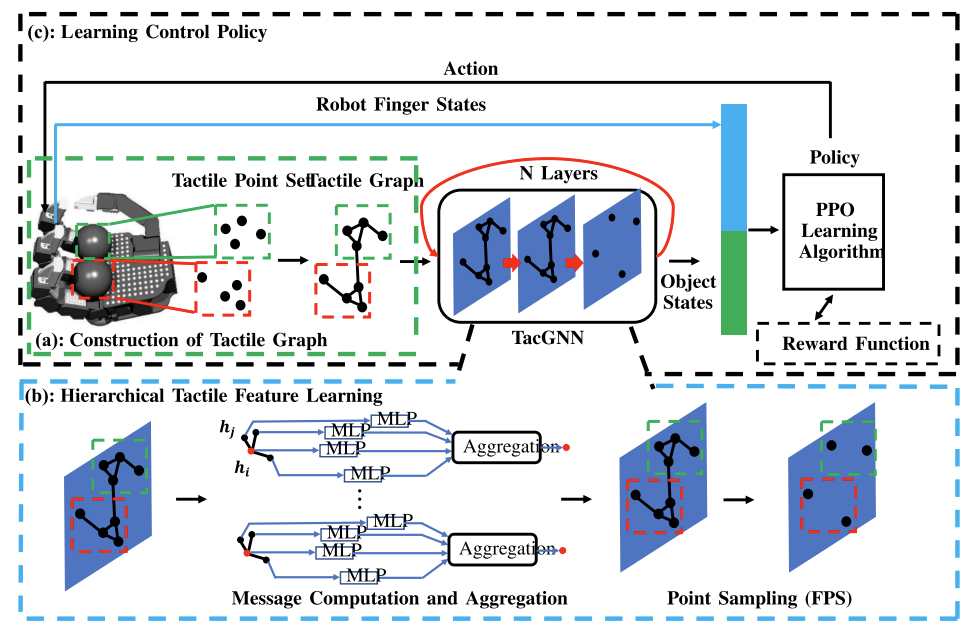 (c): Learning Control Policy
Action
Robot Finger States
Tactile Point Set
Tactile Graph
N Layers
Policy
PPO
Learning
Algorithm
Object
States
TacGNN
Reward Function
(a): Construction of Tactile Graph
(b): Hierarchical Tactile Feature Learning
h_j
h_i
MLP
MLP
MLP
MLP
Aggregation
⋮
MLP
MLP
MLP
MLP
Aggregation
Message Computation and Aggregation
Point Sampling (FPS)